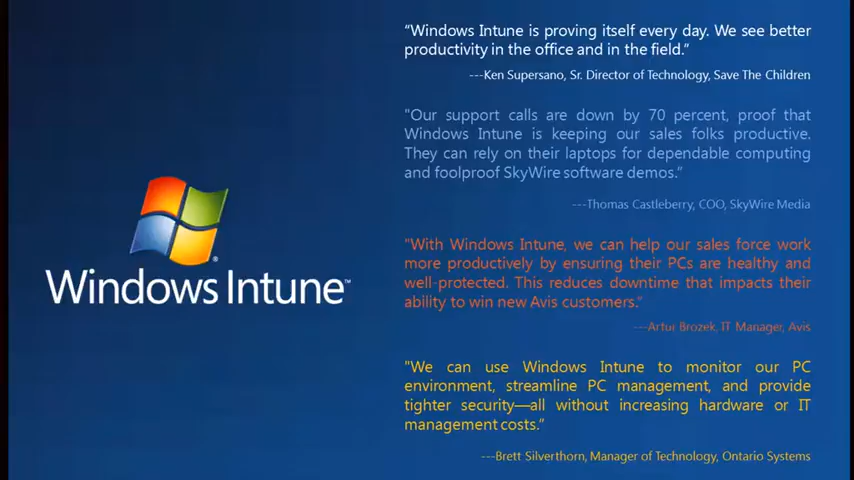 “Windows Intune is proving itself every day. We see better
productivity in the office and in the field.”
---Ken Supersano, Sr. Director of Technology, Save The Children
"Our support calls are down by 70 percent, proof that
Windows Intune is keeping our sales folks productive.
They can rely on their laptops for dependable computing
and foolproof SkyWire software demos.”
---Thomas Castleberry, COO, SkyWire Media
Windows Intune™
"With Windows Intune, we can help our sales force work
more productively by ensuring their PCs are healthy and
well-protected. This reduces downtime that impacts their
ability to win new Avis customers.”
---Artur Brozek, IT Manager, Avis
"We can use Windows Intune to monitor our PC
environment, streamline PC management, and provide
tighter security—all without increasing hardware or IT
management costs.”
---Brett Silverthorn, Manager of Technology, Ontario Systems